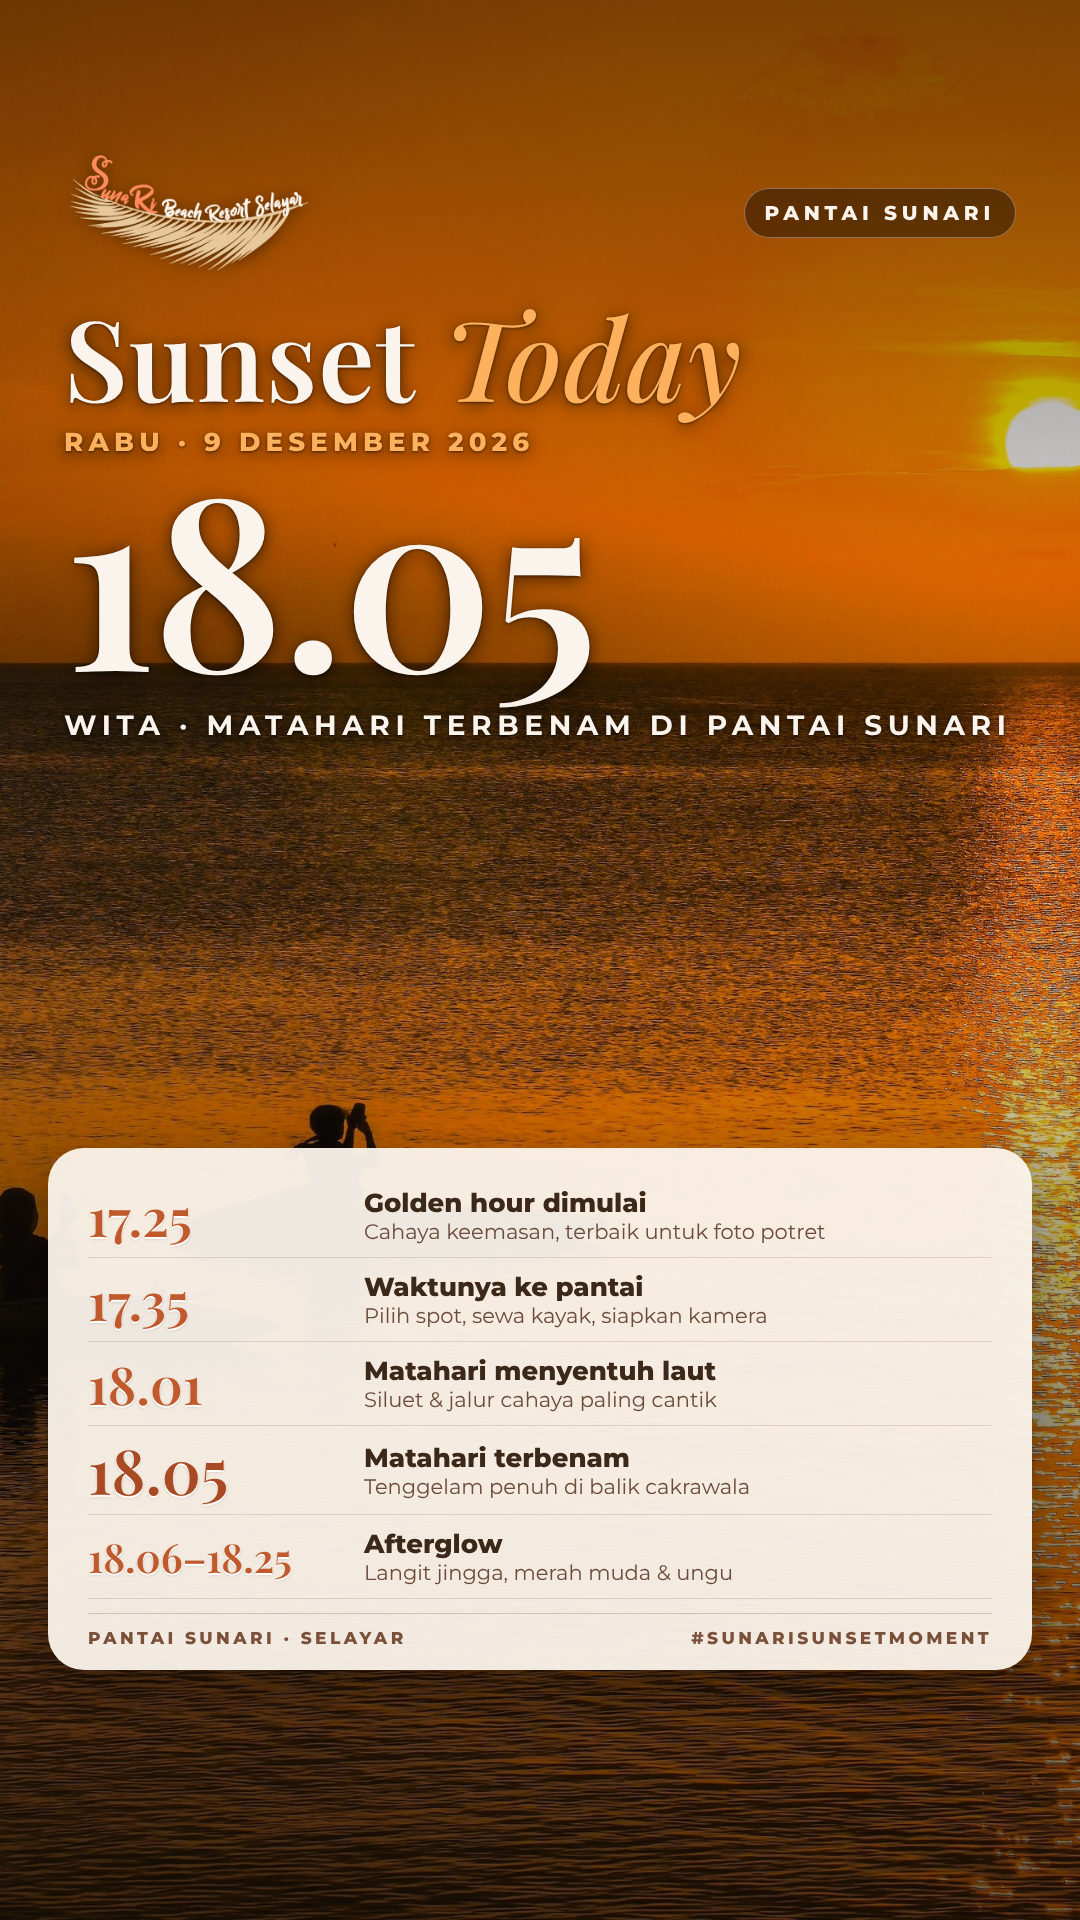 SunaRi Beach Resort Selayar
PANTAI SUNARI
Sunset Today
RABU · 9 DESEMBER 2026
18.05
WITA · MATAHARI TERBENAM DI PANTAI SUNARI
17.25
Golden hour dimulai
Cahaya keemasan, terbaik untuk foto potret
17.35
Waktunya ke pantai
Pilih spot, sewa kayak, siapkan kamera
18.01
Matahari menyentuh laut
Siluet & jalur cahaya paling cantik
18.05
Matahari terbenam
Tenggelam penuh di balik cakrawala
18.06–18.25
Afterglow
Langit jingga, merah muda & ungu
PANTAI SUNARI · SELAYAR
#SUNARISUNSETMOMENT